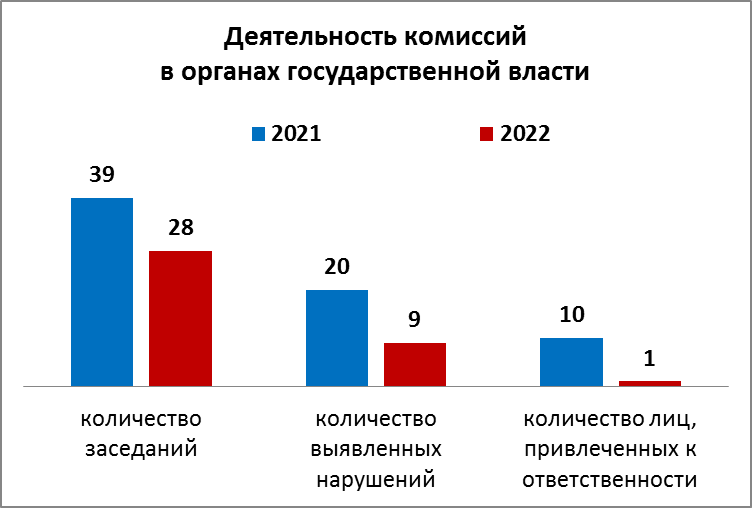 Деятельность комиссий
в органах государственной власти
2021 2022
39
28
20
9
10
1
количество
заседаний
количество
выявленных
нарушений
количество лиц,
привлеченных к
ответственности